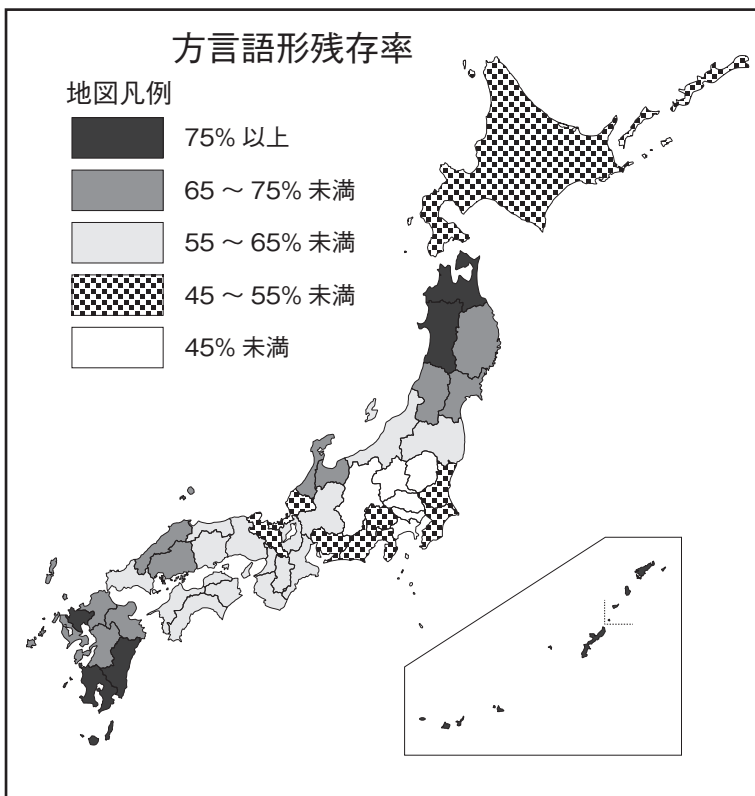 方言語形残存率
地図凡例
75% 以上
65 ～ 75% 未満
55 ～ 65% 未満
45 ～ 55% 未満
45% 未満